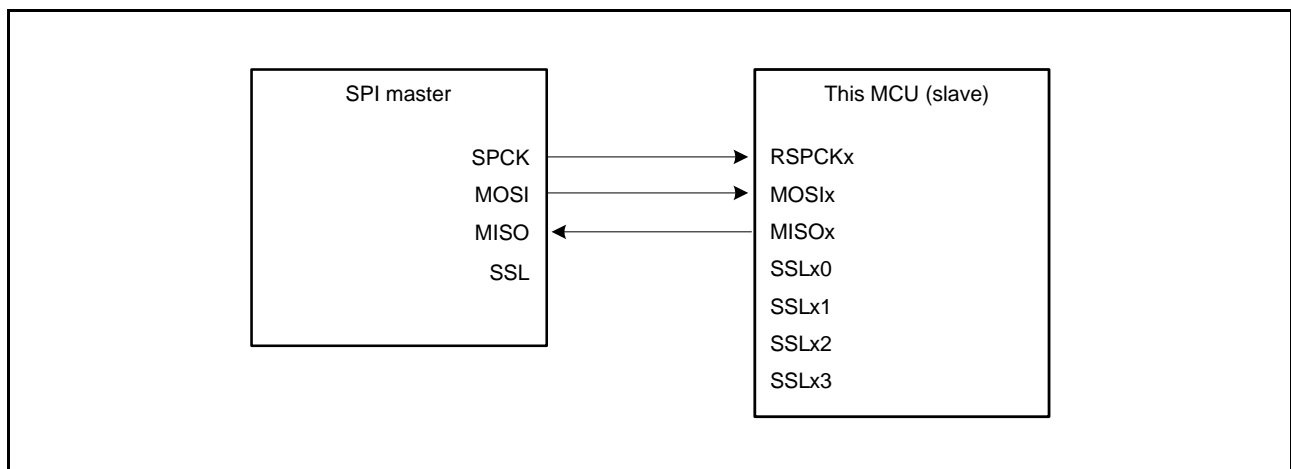 SPI master
SPCK
MOSI
MISO
SSL
This MCU (slave)
RSPCKx
MOSIx
MISOx
SSLx0
SSLx1
SSLx2
SSLx3